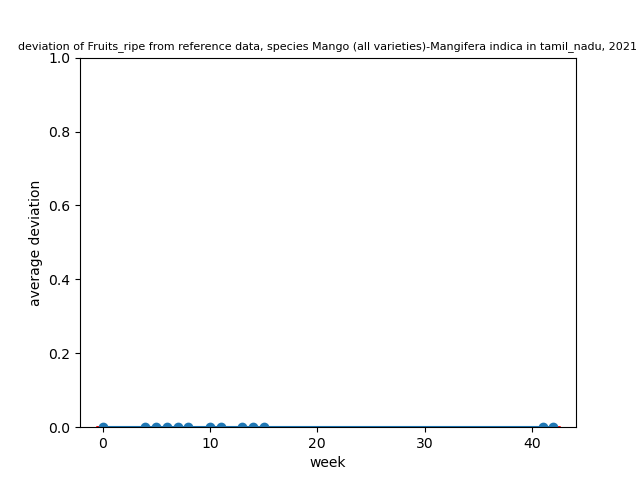 deviation of Fruits_ripe from reference data, species Mango (all varieties)-Mangifera indica in tamil_nadu, 2021
1.0
0.8
0.6
0.4
0.2
0.0
average deviation
0 10 20 30 40
week